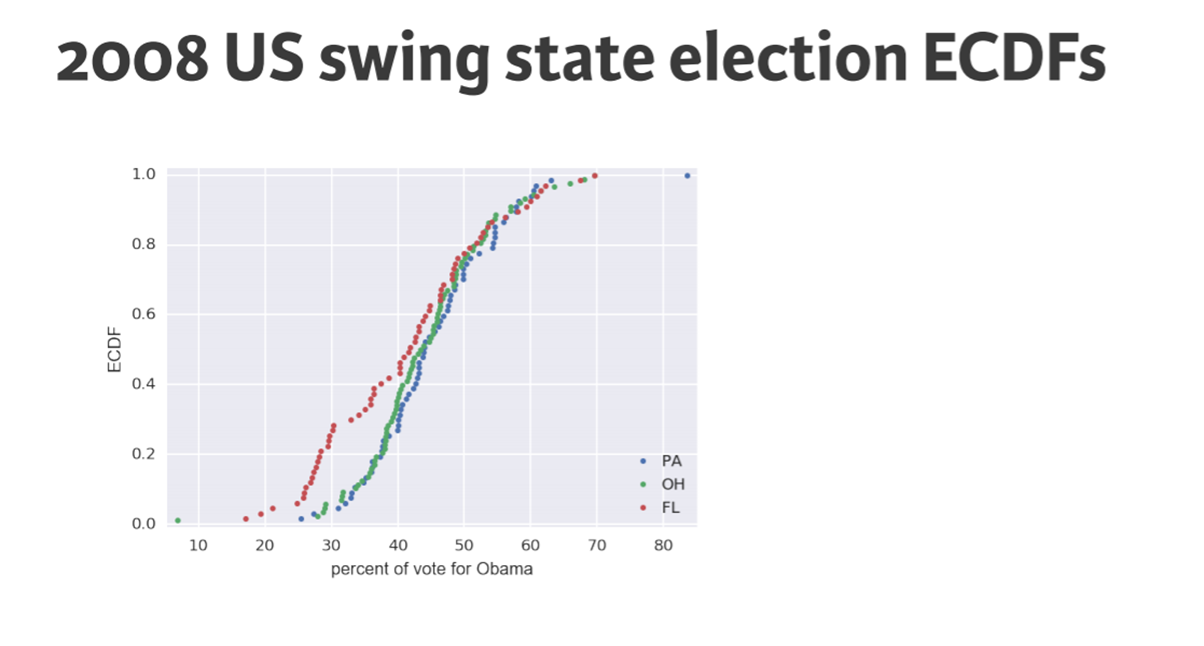 2008 US swing state election ECDFs
1.0
0.8
0.6
0.4
0.2
0.0
ECDF
PA
OH
FL
10 20 30 40 50 60 70 80
percent of vote for Obama